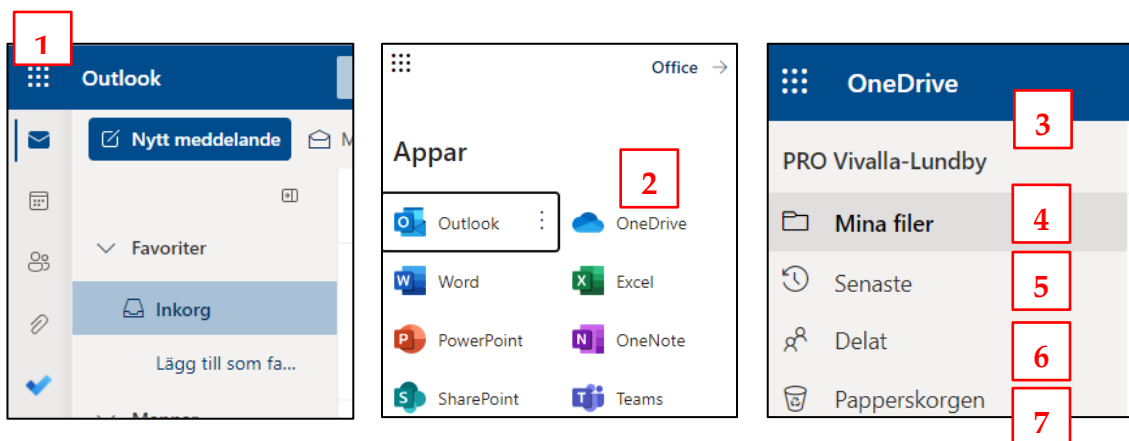 1
Outlook
Nytt meddelande
M
Favoriter
Inkorg
Lägg till som fa...
Office →
Appar
2
Outlook
OneDrive
Word
Excel
PowerPoint
OneNote
SharePoint
Teams
OneDrive
3
PRO Vivalla-Lundby
Mina filer
4
Senaste
5
Delat
6
Papperskorgen
7